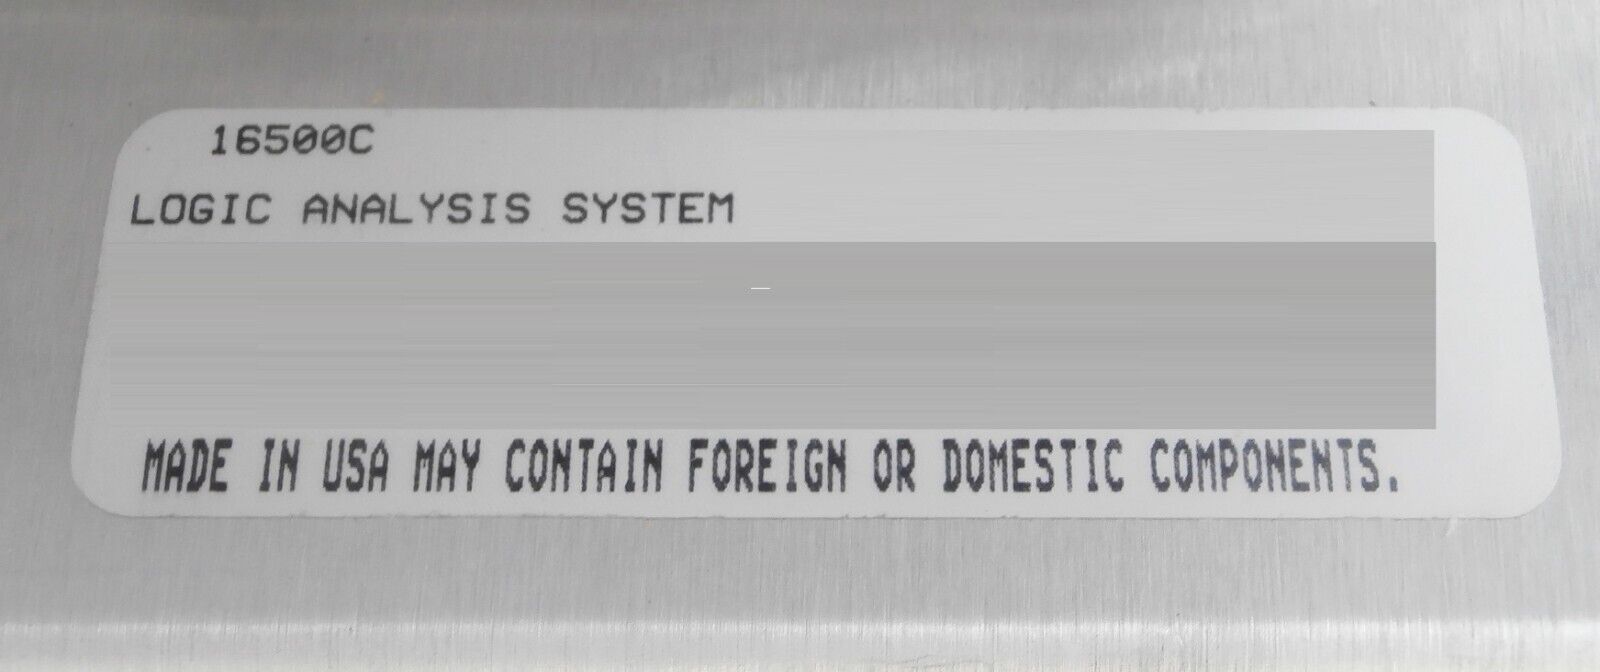 16500C
LOGIC ANALYSIS SYSTEM
MADE IN USA MAY CONTAIN FOREIGN OR DOMESTIC COMPONENTS.